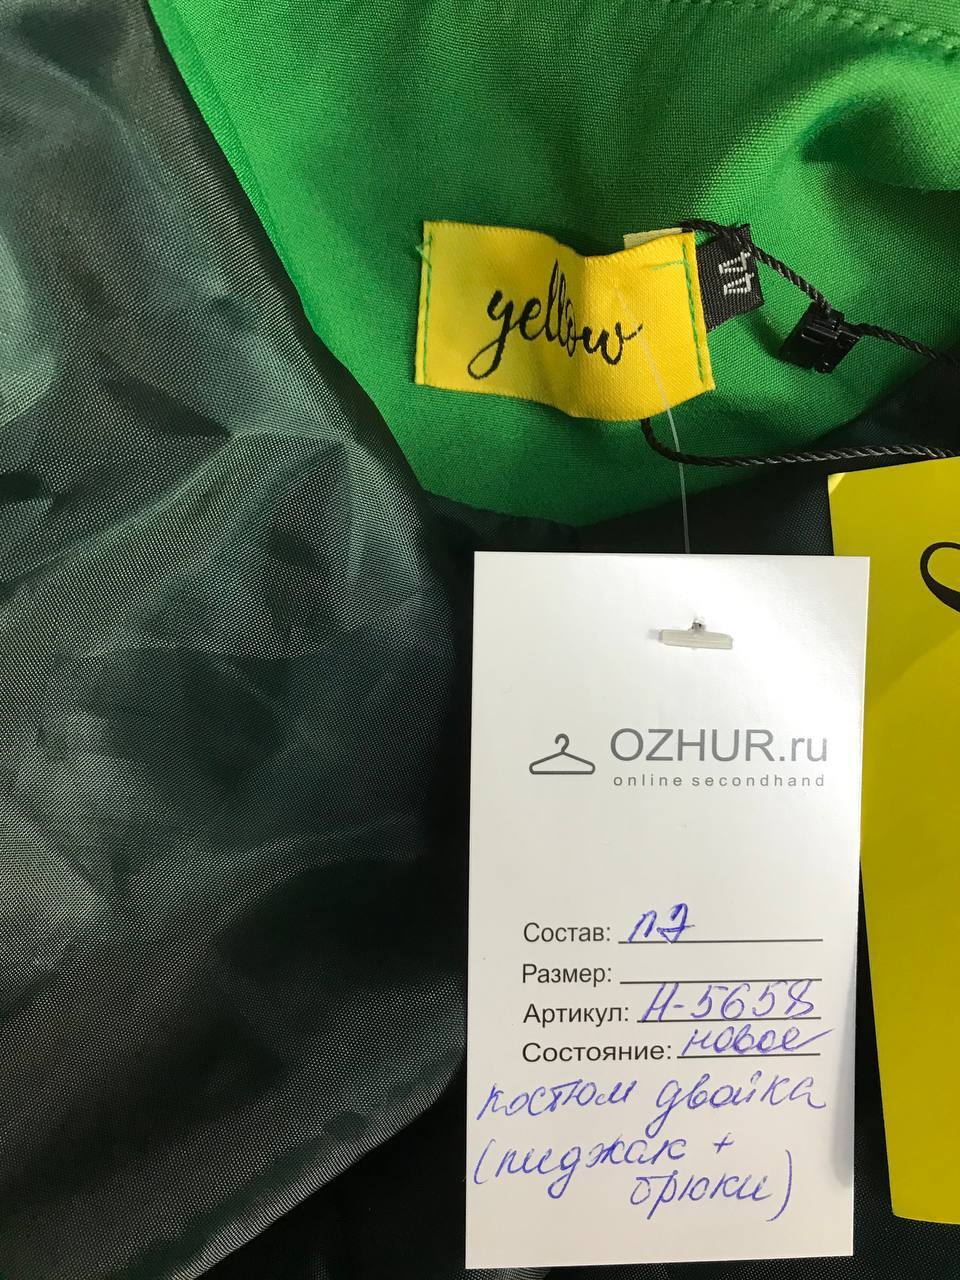 yellow
44
OZHUR.ru
online secondhand
Состав: пэ
Размер:
Артикул: Н-5658
Состояние: новое
костюм двойка
(пиджак +
брюки)